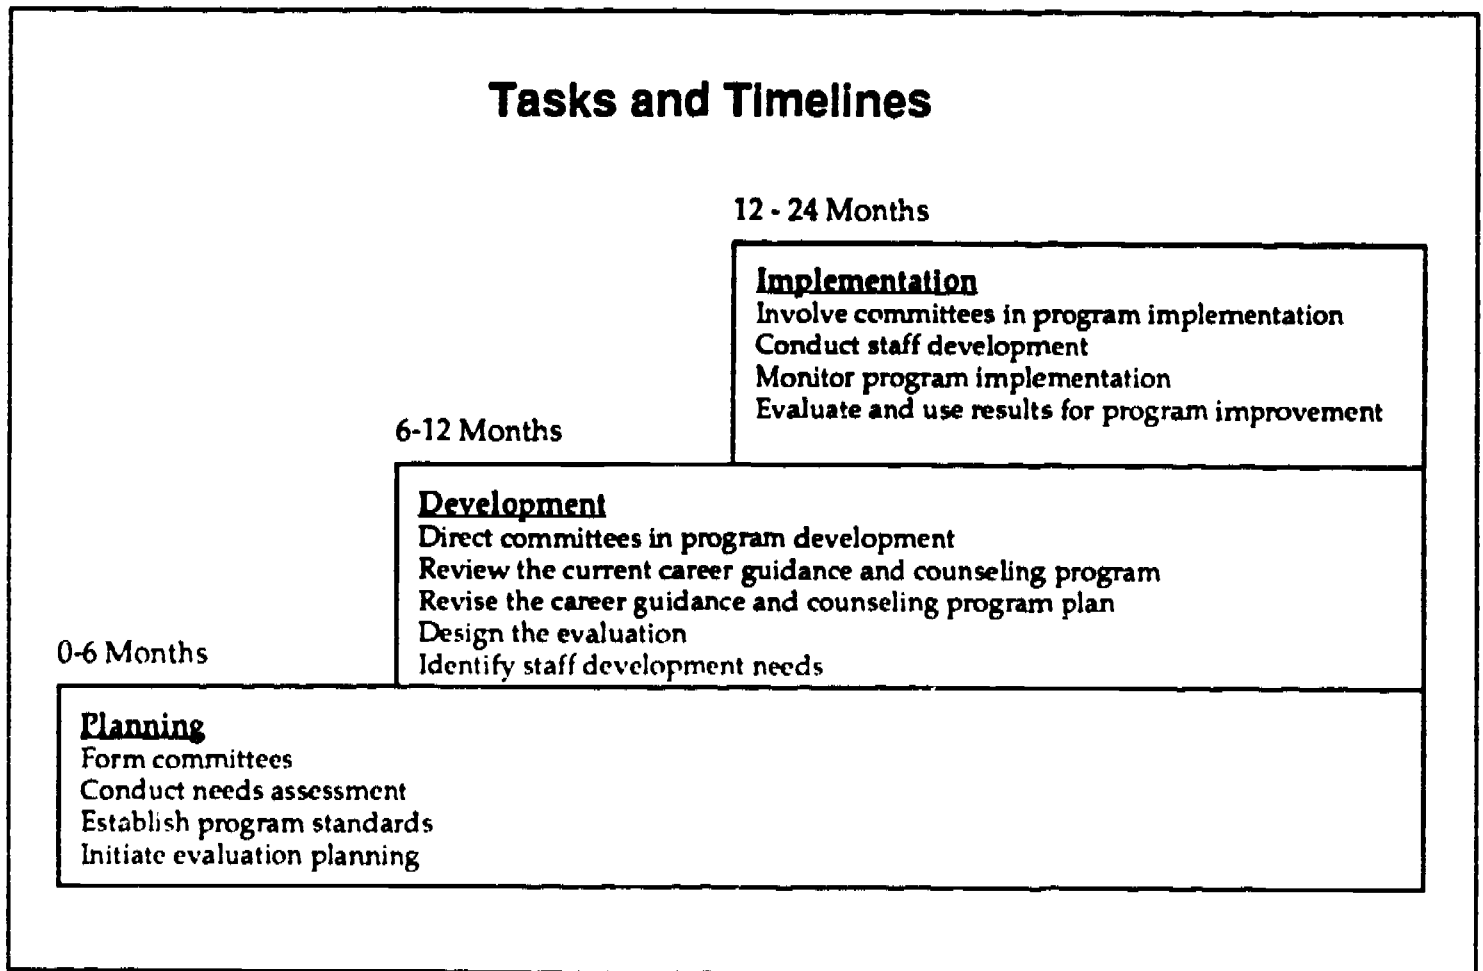 Tasks and Timelines
12 - 24 Months
Implementation
Involve committees in program implementation
Conduct staff development
Monitor program implementation
Evaluate and use results for program improvement
6-12 Months
Development
Direct committees in program development
Review the current career guidance and counseling program
Revise the career guidance and counseling program plan
Design the evaluation
Identify staff development needs
0-6 Months
Planning
Form committees
Conduct needs assessment
Establish program standards
Initiate evaluation planning